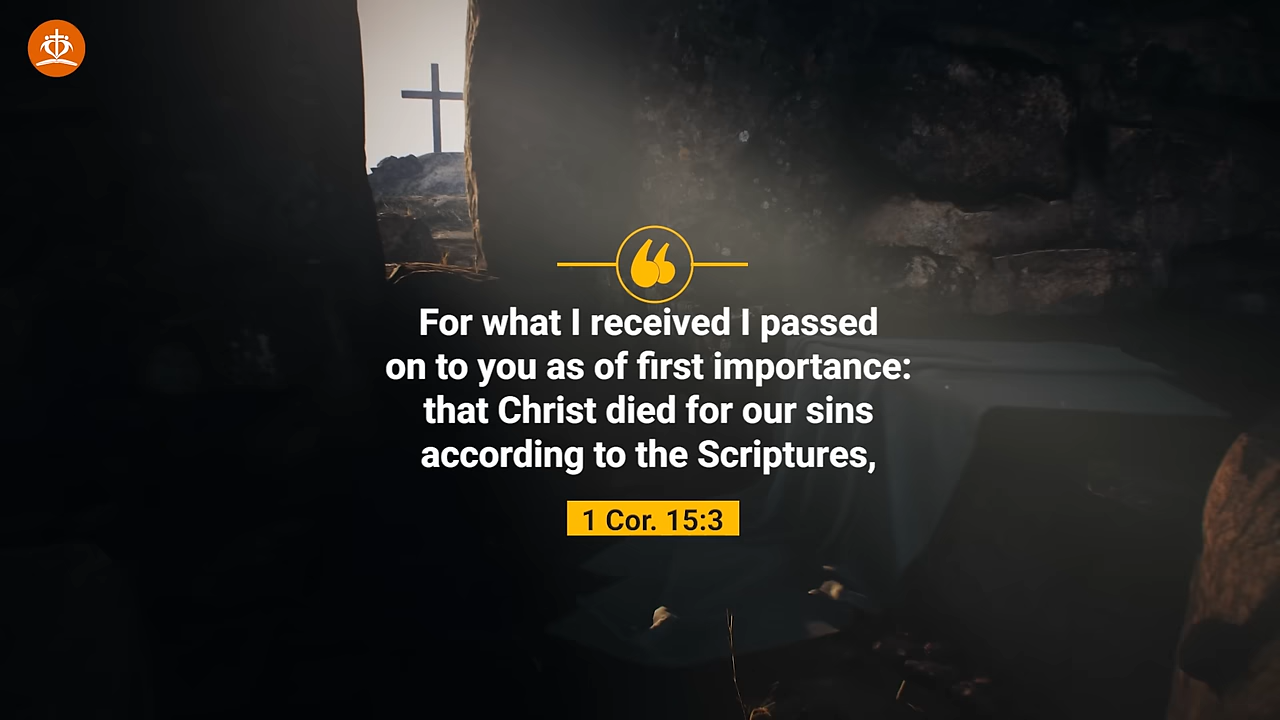 For what I received I passed
on to you as of first importance:
that Christ died for our sins
according to the Scriptures,
1 Cor. 15:3